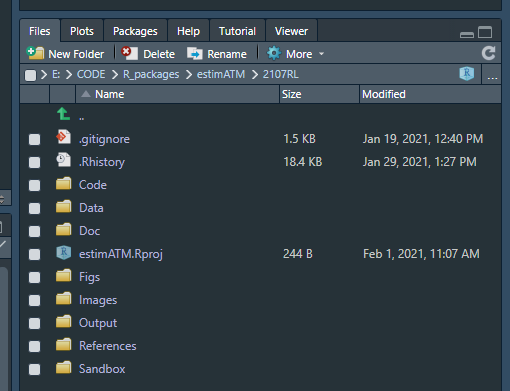 Files Plots Packages Help Tutorial Viewer
New Folder Delete Rename More
E: CODE R_packages estimATM 2107RL ...
Name Size Modified
..
.gitignore 1.5 KB Jan 19, 2021, 12:40 PM
.Rhistory 18.4 KB Jan 29, 2021, 1:27 PM
Code
Data
Doc
estimATM.Rproj 244 B Feb 1, 2021, 11:07 AM
Figs
Images
Output
References
Sandbox